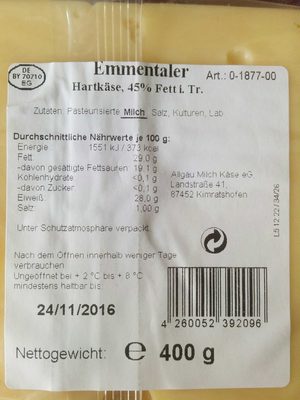 DE
BY 70710
EG
Emmentaler
Art.: 0-1877-00
Hartkäse, 45% Fett i. Tr.
Zutaten: Pasteurisierte Milch, Salz, Kulturen, Lab
Durchschnittliche Nährwerte je 100 g:
Energie 1551 kJ / 373 kcal
Fett 29,0 g
-davon gesättigte Fettsäuren 19,1 g
Kohlenhydrate <0,1 g
-davon Zucker <0,1 g
Eiweiß 28,0 g
Salz 1,00 g
Allgäu Milch Käse eG
Landstraße 41,
87452 Kimratshofen
Unter Schutzatmosphäre verpackt.
Nach dem Öffnen innerhalb weniger Tage
verbrauchen
Ungeöffnet bei + 2 °C bis + 8 °C
mindestens haltbar bis:
24/11/2016
4 260052 392096
Nettogewicht: e 400 g